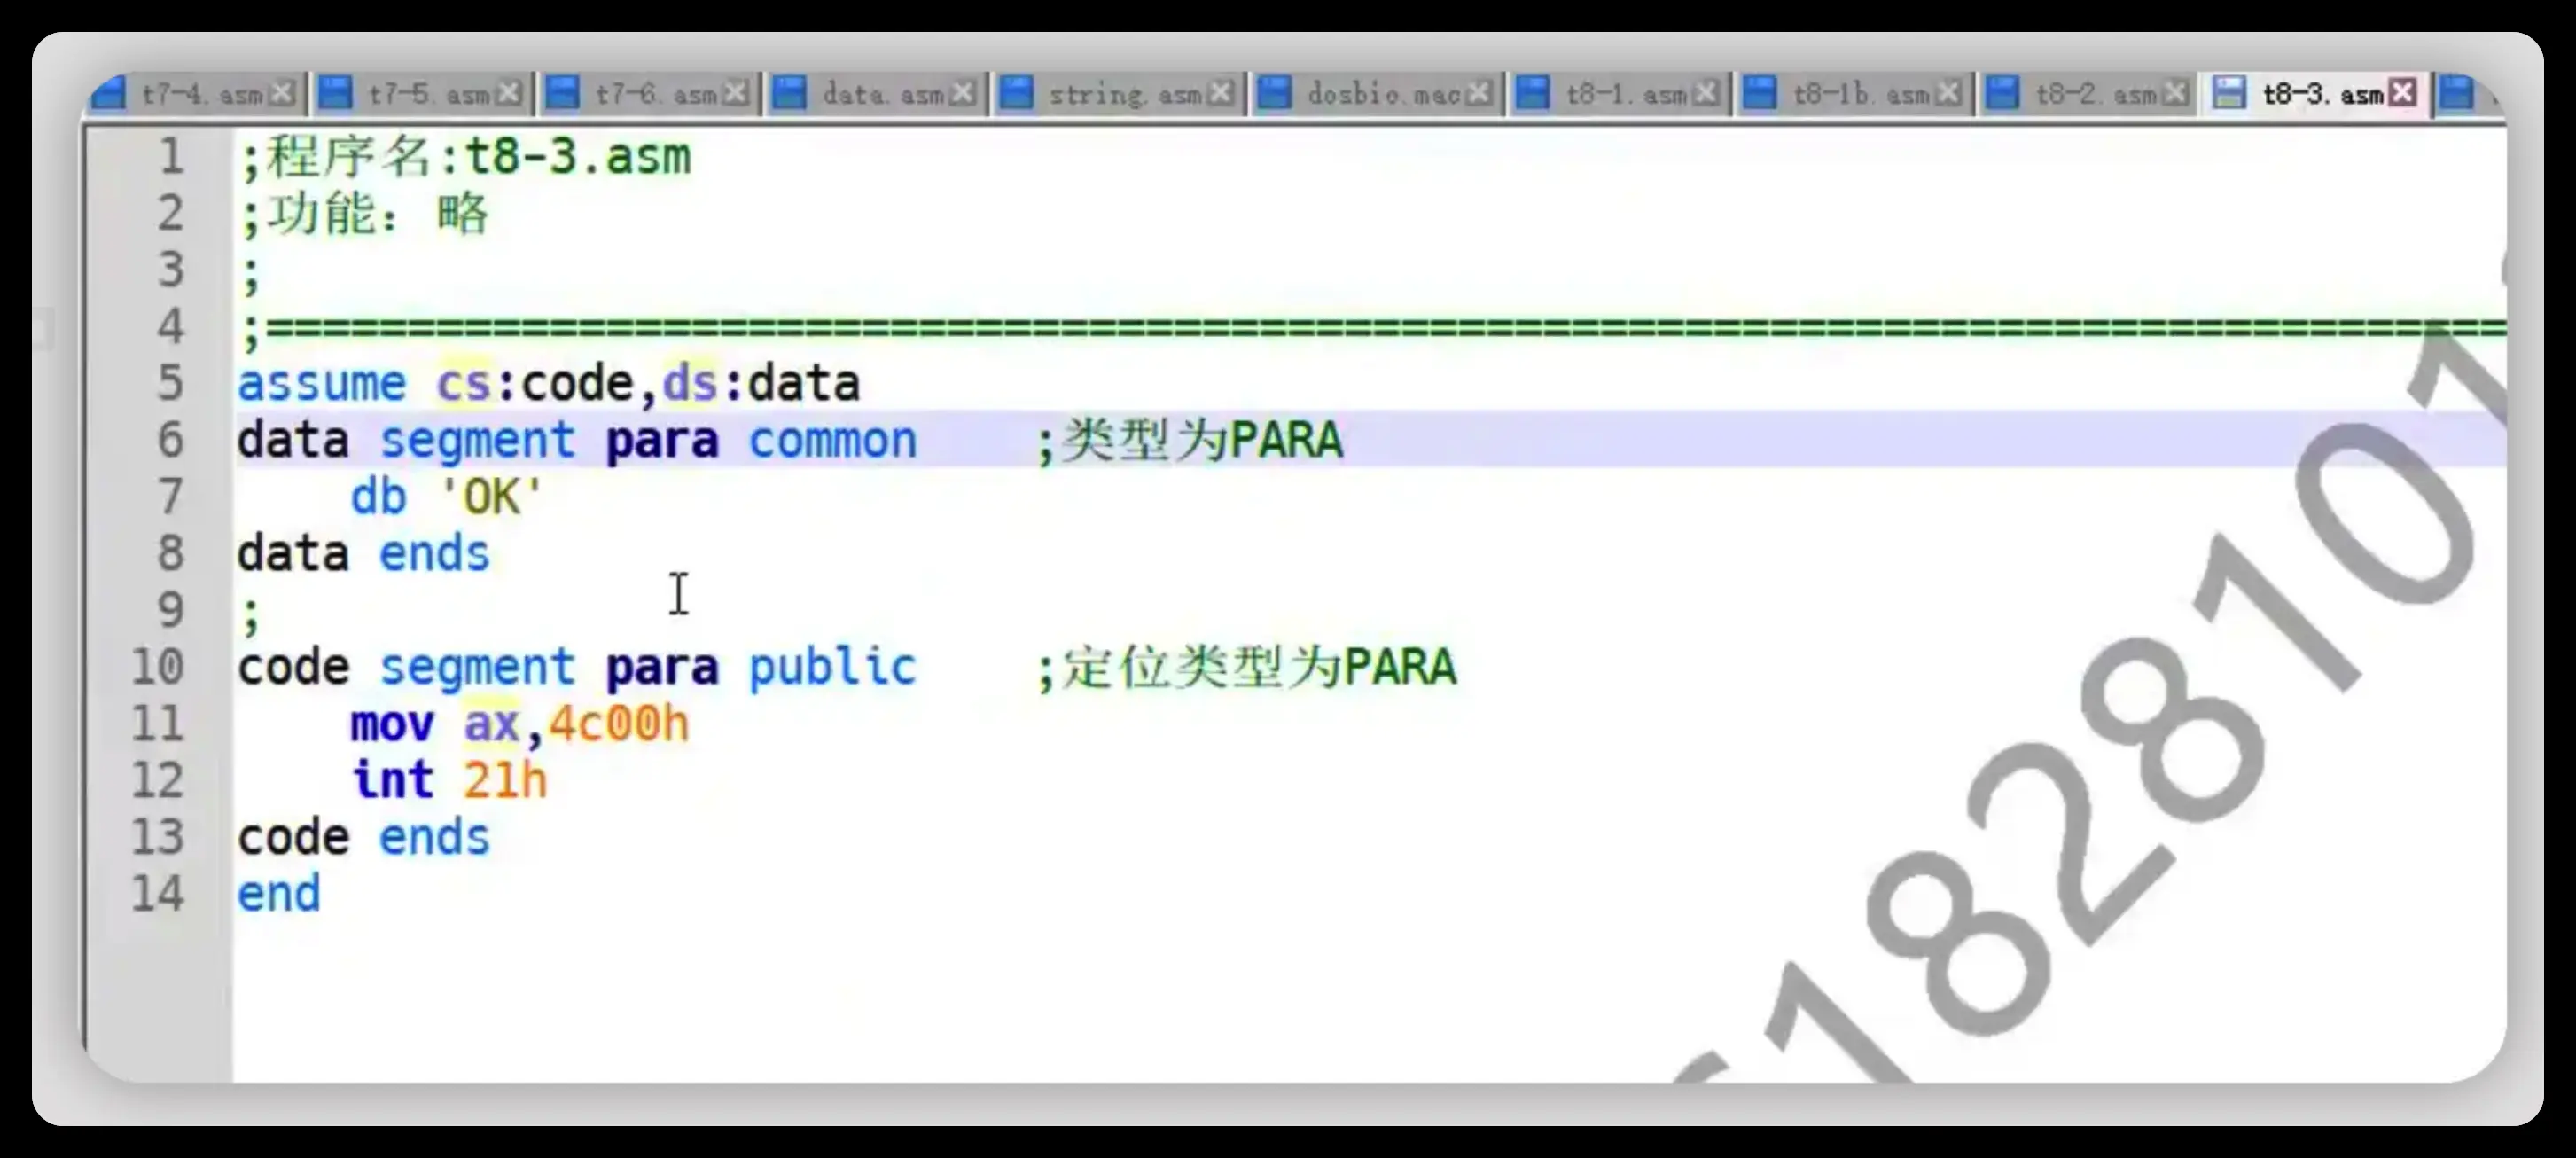 t7-4.asm t7-5.asm t7-6.asm data.asm string.asm dosbio.mac t8-1.asm t8-1b.asm t8-2.asm t8-3.asm
1 ;程序名:t8-3.asm
2 ;功能：略
3 ;
4 ;===============================================================================
5 assume cs:code,ds:data
6 data segment para common    ;类型为PARA
7     db 'OK'
8 data ends
9 ;
10 code segment para public    ;定位类型为PARA
11     mov ax,4c00h
12     int 21h
13 code ends
14 end
1828101